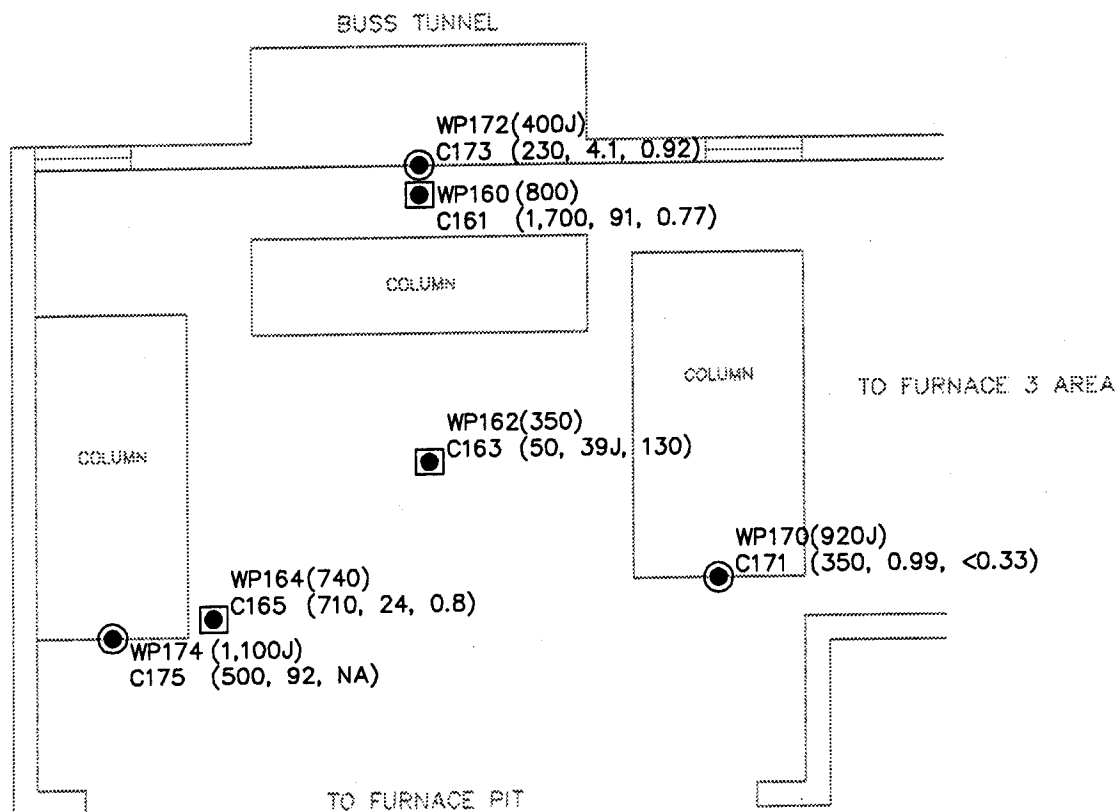 BUSS TUNNEL
WP172(400J)
C173 (230, 4.1, 0.92)
WP160 (800)
C161 (1,700, 91, 0.77)
COLUMN
COLUMN
TO FURNACE 3 AREA
WP162(350)
C163 (50, 39J, 130)
COLUMN
WP170(920J)
C171 (350, 0.99, <0.33)
WP164(740)
C165 (710, 24, 0.8)
WP174 (1,100J)
C175 (500, 92, NA)
TO FURNACE PIT